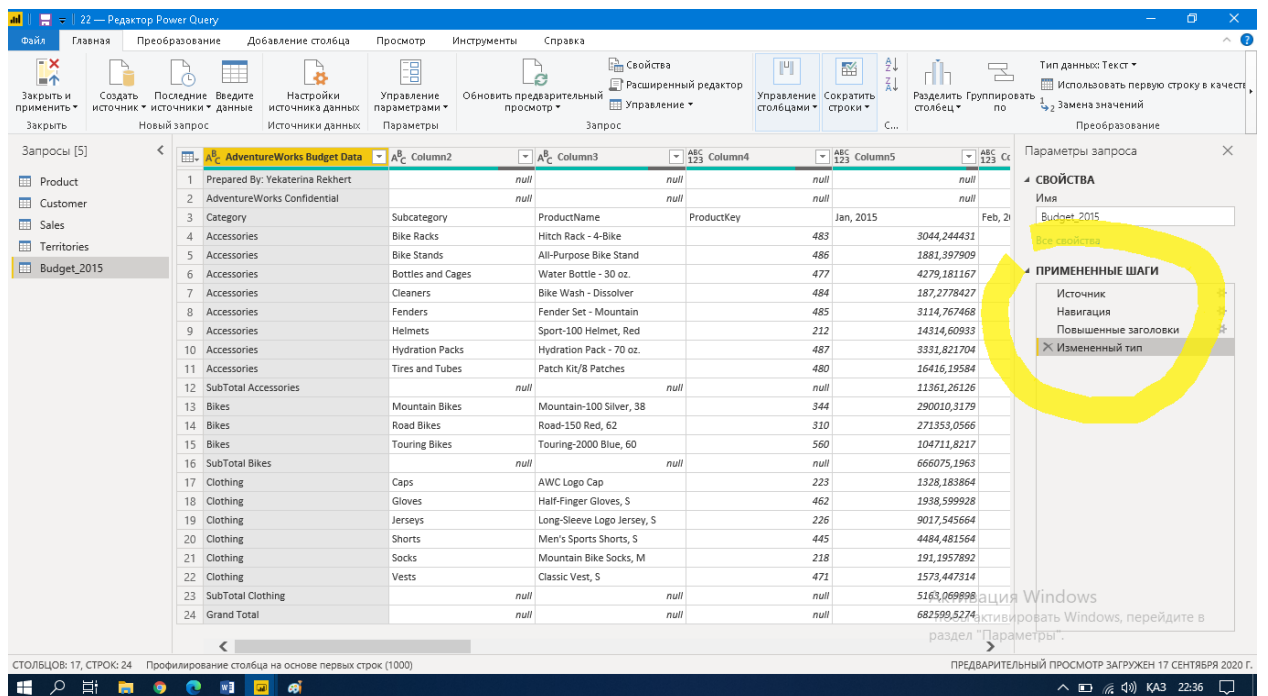 22 — Редактор Power Query
Файл Главная Преобразование Добавление столбца Просмотр Инструменты Справка
Закрыть и применить
Создать источник
Последние источники
Введите данные
Настройки источника данных
Управление параметрами
Обновить предварительный просмотр
Свойства
Расширенный редактор
Управление
Управление столбцами
Сократить строки
Разделить столбец
Группировать по
Тип данных: Текст
Использовать первую строку в качеств
Замена значений
Закрыть Новый запрос Источники данных Параметры Запрос С... Преобразование
Запросы [5]
Product
Customer
Sales
Territories
Budget_2015
AdventureWorks Budget Data Column2 Column3 Column4 Column5
1 Prepared By: Yekaterina Rekhert null null null null
2 AdventureWorks Confidential null null null null
3 Category Subcategory ProductName ProductKey Jan, 2015 Feb, 2
4 Accessories Bike Racks Hitch Rack - 4-Bike 483 3044,244431
5 Accessories Bike Stands All-Purpose Bike Stand 486 1881,397909
6 Accessories Bottles and Cages Water Bottle - 30 oz. 477 4279,181167
7 Accessories Cleaners Bike Wash - Dissolver 484 187,2778427
8 Accessories Fenders Fender Set - Mountain 485 3114,767468
9 Accessories Helmets Sport-100 Helmet, Red 212 14314,60933
10 Accessories Hydration Packs Hydration Pack - 70 oz. 487 3331,821704
11 Accessories Tires and Tubes Patch Kit/8 Patches 480 16416,19584
12 SubTotal Accessories null null null 11361,26126
13 Bikes Mountain Bikes Mountain-100 Silver, 38 344 290010,3179
14 Bikes Road Bikes Road-150 Red, 62 310 271353,0566
15 Bikes Touring Bikes Touring-2000 Blue, 60 560 104711,8217
16 SubTotal Bikes null null null 666075,1963
17 Clothing Caps AWC Logo Cap 223 1328,183864
18 Clothing Gloves Half-Finger Gloves, S 462 1938,599928
19 Clothing Jerseys Long-Sleeve Logo Jersey, S 226 9017,545664
20 Clothing Shorts Men's Sports Shorts, S 445 4484,481564
21 Clothing Socks Mountain Bike Socks, M 218 191,1957892
22 Clothing Vests Classic Vest, S 471 1573,447314
23 SubTotal Clothing null null null 5163,069898
24 Grand Total null null null 682599,5274
Параметры запроса
СВОЙСТВА
Имя
Budget_2015
Все свойства
ПРИМЕНЕННЫЕ ШАГИ
Источник
Навигация
Повышенные заголовки
Измененный тип
Активация Windows
Чтобы активировать Windows, перейдите в
раздел "Параметры".
СТОЛБЦОВ: 17, СТРОК: 24 Профилирование столбца на основе первых строк (1000) ПРЕДВАРИТЕЛЬНЫЙ ПРОСМОТР ЗАГРУЖЕН 17 СЕНТЯБРЯ 2020 Г.
ҚАЗ 22:36